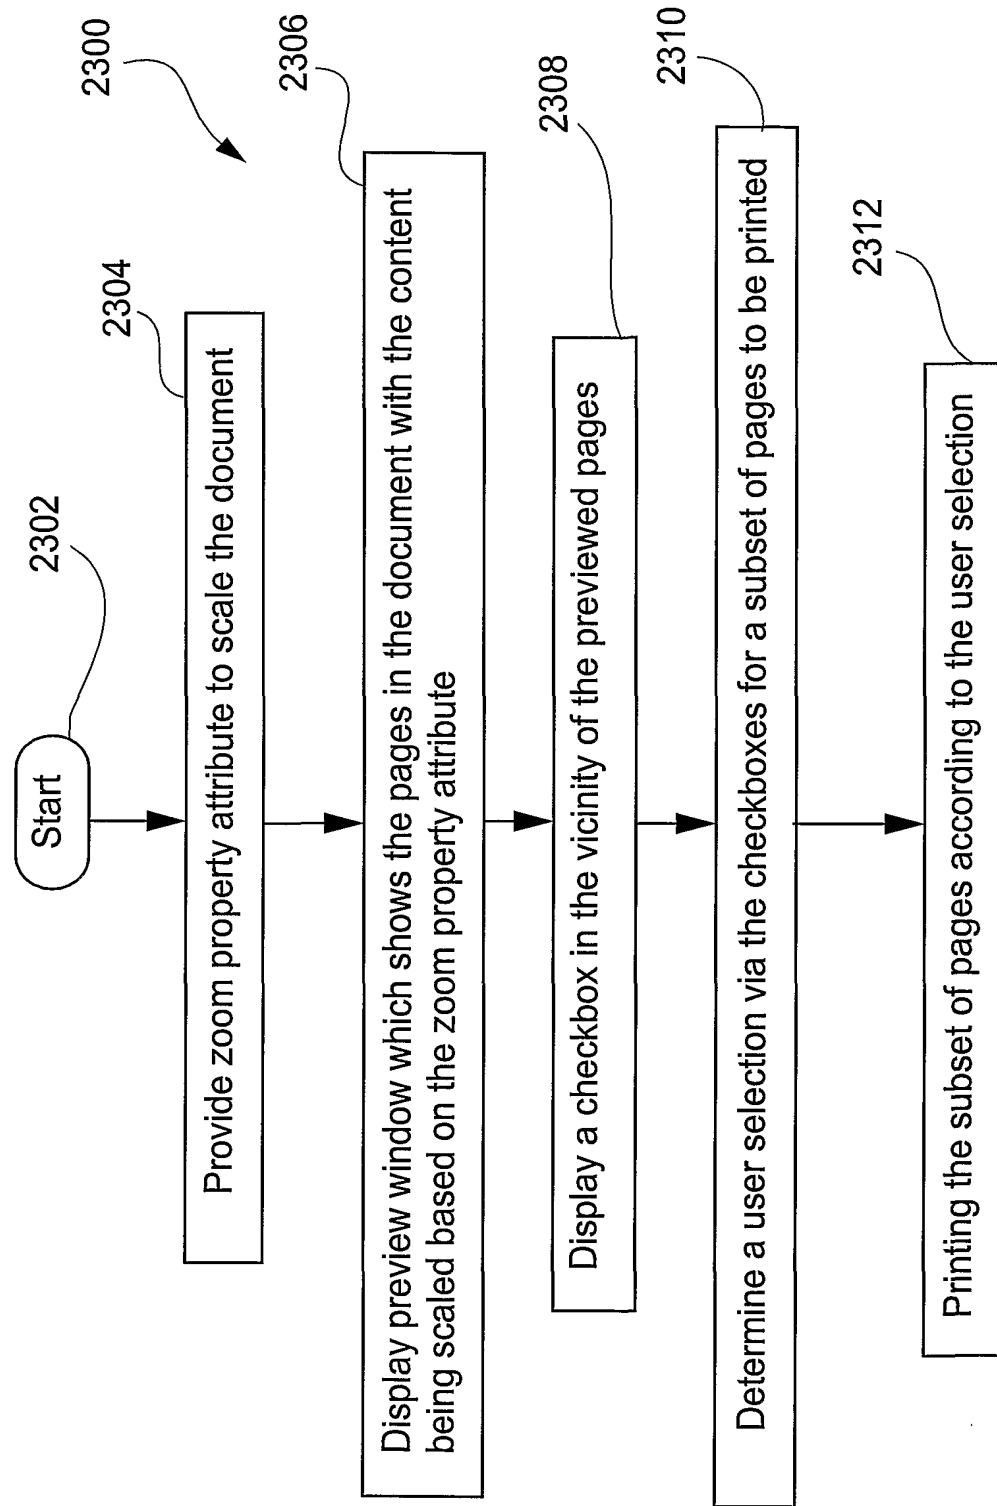 2300
Start
2302
Provide zoom property attribute to scale the document
2304
Display preview window which shows the pages in the document with the content
being scaled based on the zoom property attribute
2306
Display a checkbox in the vicinity of the previewed pages
2308
Determine a user selection via the checkboxes for a subset of pages to be printed
2310
Printing the subset of pages according to the user selection
2312